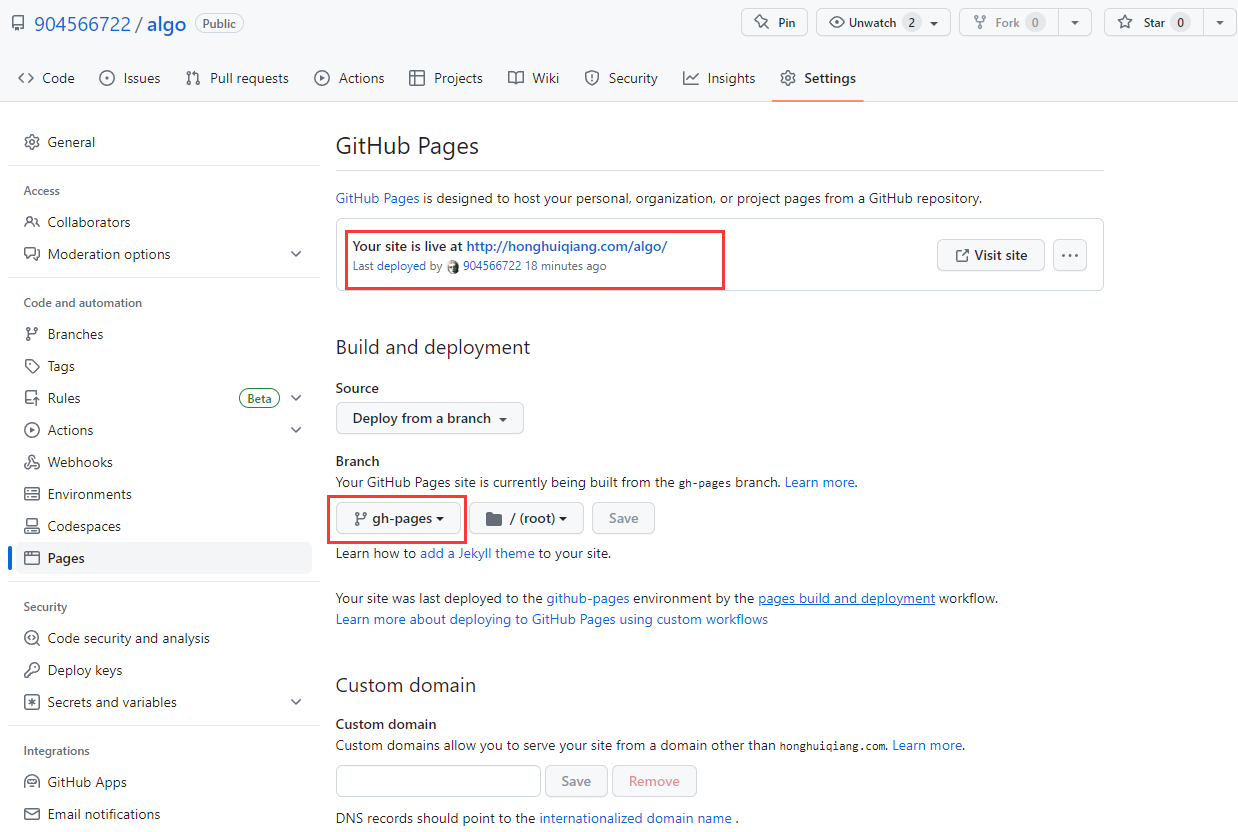 904566722 / algo Public
Pin Unwatch 2 Fork 0 Star 0
Code Issues Pull requests Actions Projects Wiki Security Insights Settings
General
Access
Collaborators
Moderation options
Code and automation
Branches
Tags
Rules Beta
Actions
Webhooks
Environments
Codespaces
Pages
Security
Code security and analysis
Deploy keys
Secrets and variables
Integrations
GitHub Apps
Email notifications
GitHub Pages
GitHub Pages is designed to host your personal, organization, or project pages from a GitHub repository.
Your site is live at http://honghuiqiang.com/algo/
Last deployed by 904566722 18 minutes ago
Visit site
Build and deployment
Source
Deploy from a branch
Branch
Your GitHub Pages site is currently being built from the gh-pages branch. Learn more.
gh-pages / (root) Save
Learn how to add a Jekyll theme to your site.
Your site was last deployed to the github-pages environment by the pages build and deployment workflow.
Learn more about deploying to GitHub Pages using custom workflows
Custom domain
Custom domain
Custom domains allow you to serve your site from a domain other than honghuiqiang.com. Learn more.
Save Remove
DNS records should point to the internationalized domain name .